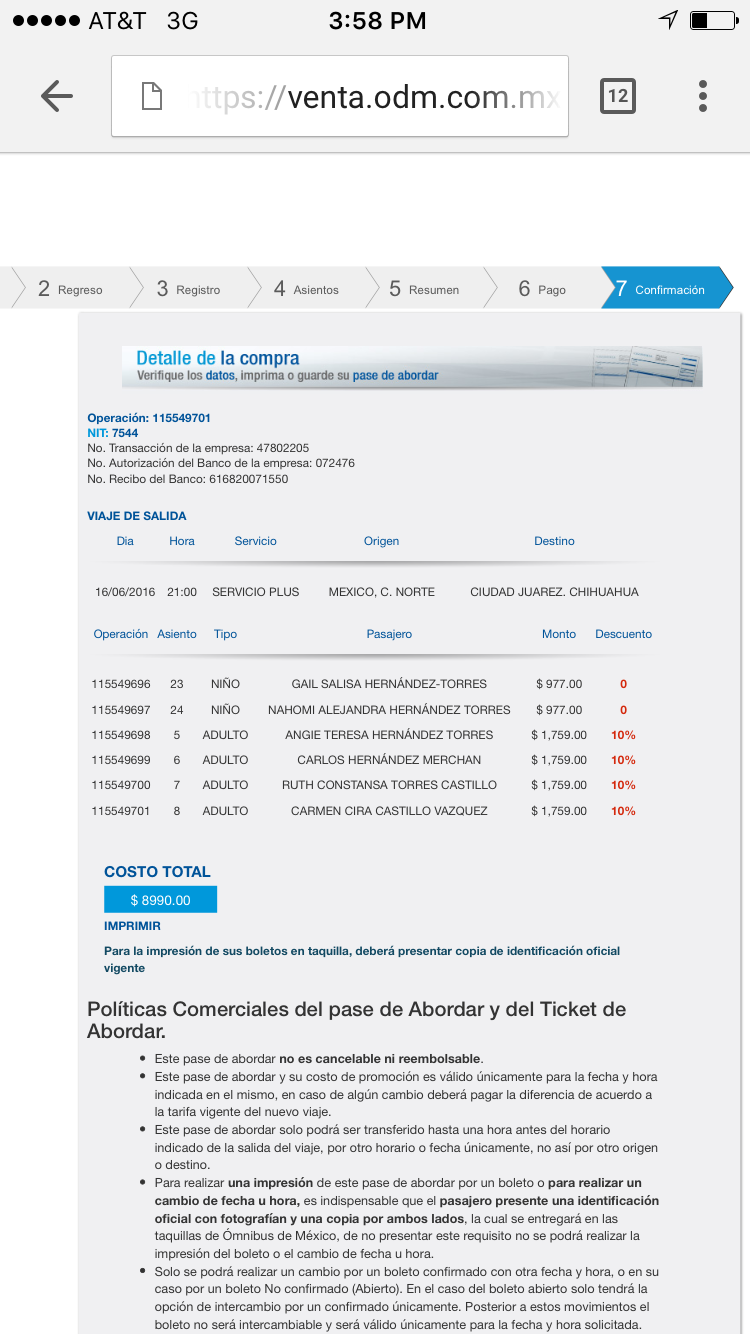 AT&T 3G 3:58 PM
ttps://venta.odm.com.mx
12
2 Regreso 3 Registro 4 Asientos 5 Resumen 6 Pago 7 Confirmación
Detalle de la compra
Verifique los datos, imprima o guarde su pase de abordar
Operación: 115549701
NIT: 7544
No. Transacción de la empresa: 47802205
No. Autorización del Banco de la empresa: 072476
No. Recibo del Banco: 616820071550
VIAJE DE SALIDA
Dia Hora Servicio Origen Destino
16/06/2016 21:00 SERVICIO PLUS MEXICO, C. NORTE CIUDAD JUAREZ. CHIHUAHUA
Operación Asiento Tipo Pasajero Monto Descuento
115549696 23 NIÑO GAIL SALISA HERNÁNDEZ-TORRES $ 977.00 0
115549697 24 NIÑO NAHOMI ALEJANDRA HERNÁNDEZ TORRES $ 977.00 0
115549698 5 ADULTO ANGIE TERESA HERNÁNDEZ TORRES $ 1,759.00 10%
115549699 6 ADULTO CARLOS HERNÁNDEZ MERCHAN $ 1,759.00 10%
115549700 7 ADULTO RUTH CONSTANSA TORRES CASTILLO $ 1,759.00 10%
115549701 8 ADULTO CARMEN CIRA CASTILLO VAZQUEZ $ 1,759.00 10%
COSTO TOTAL
$ 8990.00
IMPRIMIR
Para la impresión de sus boletos en taquilla, deberá presentar copia de identificación oficial
vigente
Políticas Comerciales del pase de Abordar y del Ticket de
Abordar.
• Este pase de abordar no es cancelable ni reembolsable.
• Este pase de abordar y su costo de promoción es válido únicamente para la fecha y hora
indicada en el mismo, en caso de algún cambio deberá pagar la diferencia de acuerdo a
la tarifa vigente del nuevo viaje.
• Este pase de abordar solo podrá ser transferido hasta una hora antes del horario
indicado de la salida del viaje, por otro horario o fecha únicamente, no así por otro origen
o destino.
• Para realizar una impresión de este pase de abordar por un boleto o para realizar un
cambio de fecha u hora, es indispensable que el pasajero presente una identificación
oficial con fotografían y una copia por ambos lados, la cual se entregará en las
taquillas de Ómnibus de México, de no presentar este requisito no se podrá realizar la
impresión del boleto o el cambio de fecha u hora.
• Solo se podrá realizar un cambio por un boleto confirmado con otra fecha y hora, o en su
caso por un boleto No confirmado (Abierto). En el caso del boleto abierto solo tendrá la
opción de intercambio por un confirmado únicamente. Posterior a estos movimientos el
boleto no será intercambiable y será válido únicamente para la fecha y hora solicitada.